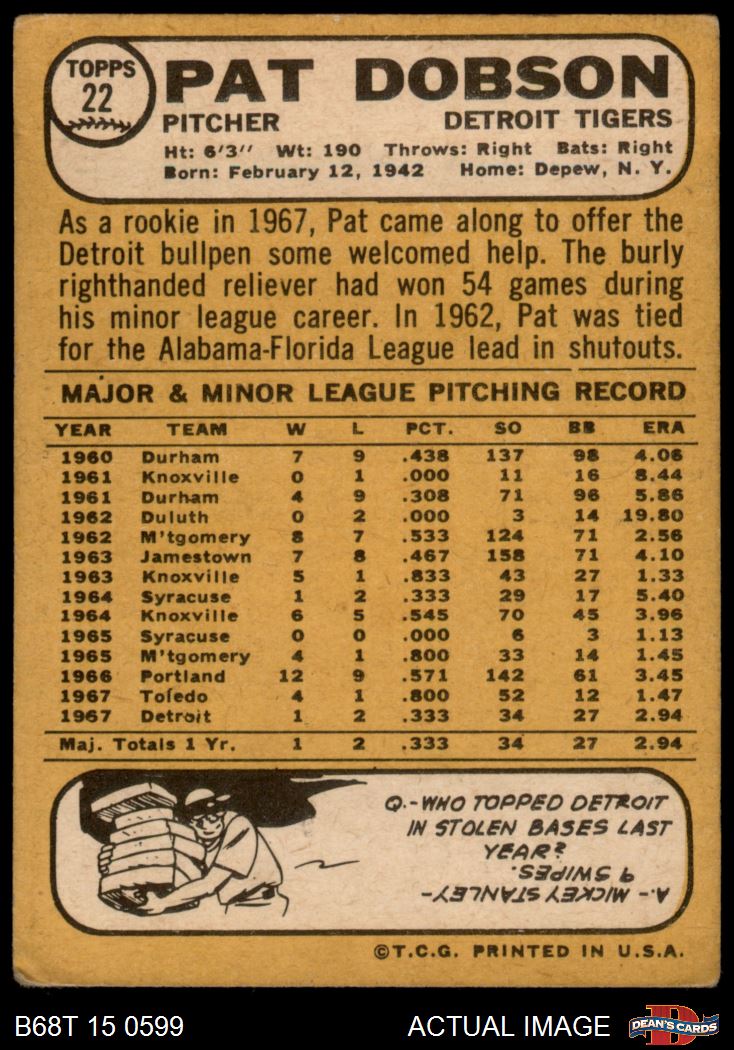 TOPPS
22
PAT DOBSON
PITCHER DETROIT TIGERS
Ht: 6'3" Wt: 190 Throws: Right Bats: Right
Born: February 12, 1942 Home: Depew, N. Y.
As a rookie in 1967, Pat came along to offer the
Detroit bullpen some welcomed help. The burly
righthanded reliever had won 54 games during
his minor league career. In 1962, Pat was tied
for the Alabama-Florida League lead in shutouts.
MAJOR & MINOR LEAGUE PITCHING RECORD
YEAR TEAM W L PCT. SO BB ERA
1960 Durham 7 9 .438 137 98 4.06
1961 Knoxville 0 1 .000 11 16 8.44
1961 Durham 4 9 .308 71 96 5.86
1962 Duluth 0 2 .000 3 14 19.80
1962 M'tgomery 8 7 .533 124 71 2.56
1963 Jamestown 7 8 .467 158 71 4.10
1963 Knoxville 5 1 .833 43 27 1.33
1964 Syracuse 1 2 .333 29 17 5.40
1964 Knoxville 6 5 .545 70 45 3.96
1965 Syracuse 0 0 .000 6 3 1.13
1965 M'tgomery 4 1 .800 33 14 1.45
1966 Portland 12 9 .571 142 61 3.45
1967 Toledo 4 1 .800 52 12 1.47
1967 Detroit 1 2 .333 34 27 2.94
Maj. Totals 1 Yr. 1 2 .333 34 27 2.94
Q.-WHO TOPPED DETROIT
IN STOLEN BASES LAST
YEAR?
A.-MICKEY STANLEY-
9 SWIPES.
©T.C.G. PRINTED IN U.S.A.
B68T 15 0599 ACTUAL IMAGE DEAN'S CARDS